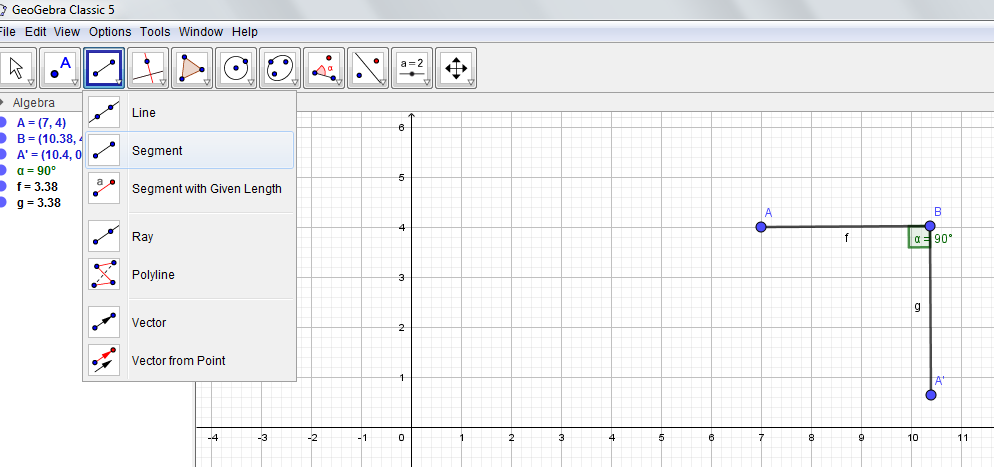 GeoGebra Classic 5
File Edit View Options Tools Window Help
A α a = 2
Algebra
A = (7, 4)
B = (10.38, 4
A' = (10.4, 0
α = 90°
f = 3.38
g = 3.38
Line
Segment
a
Segment with Given Length
Ray
Polyline
Vector
Vector from Point
6
5
4
3
2
1
A
B
f
α = 90°
g
A'
-4 -3 -2 -1 0 1 2 3 4 5 6 7 8 9 10 11